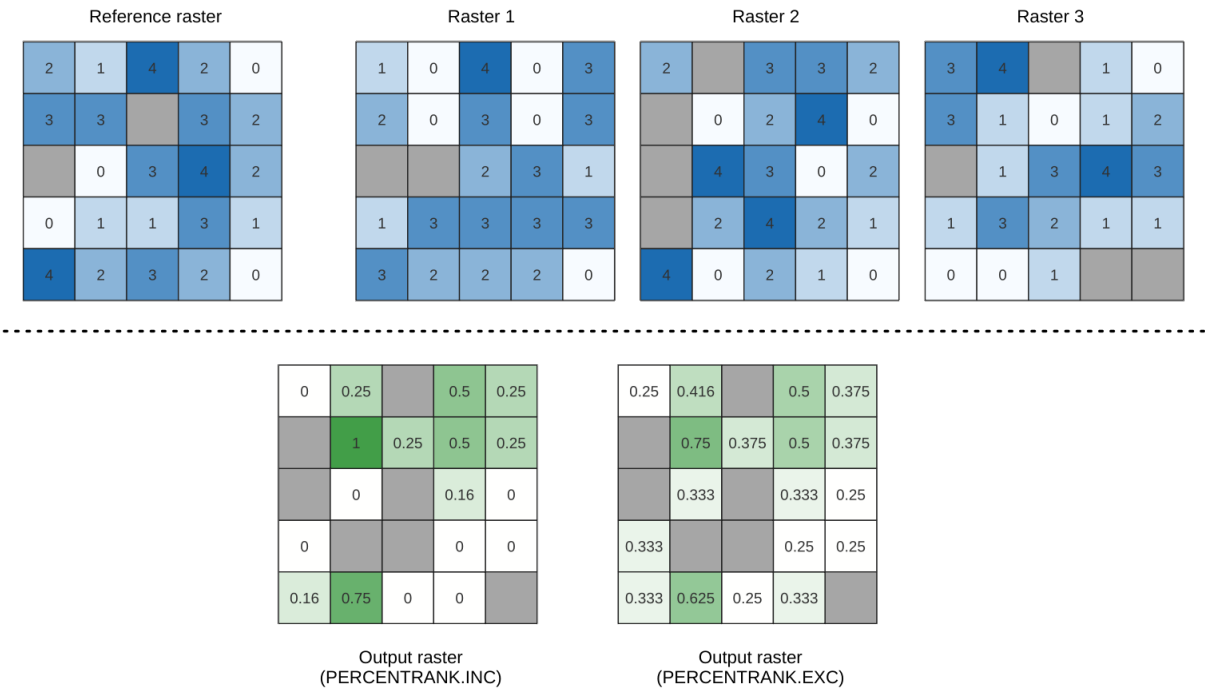 Reference raster Raster 1 Raster 2 Raster 3
2 1 4 2 0 1 0 4 0 3 2 3 3 2 3 4 1 0
3 3 3 2 2 0 3 0 3 0 2 4 0 3 1 0 1 2
0 3 4 2 2 3 1 4 3 0 2 1 3 4 3
0 1 1 3 1 1 3 3 3 3 2 4 2 1 1 3 2 1 1
4 2 3 2 0 3 2 2 2 0 4 0 2 1 0 0 0 1
0 0.25 0.5 0.25 0.25 0.416 0.5 0.375
1 0.25 0.5 0.25 0.75 0.375 0.5 0.375
0 0.16 0 0.333 0.333 0.25
0 0 0 0.333 0.25 0.25
0.16 0.75 0 0 0.333 0.625 0.25 0.333
Output raster Output raster
(PERCENTRANK.INC) (PERCENTRANK.EXC)